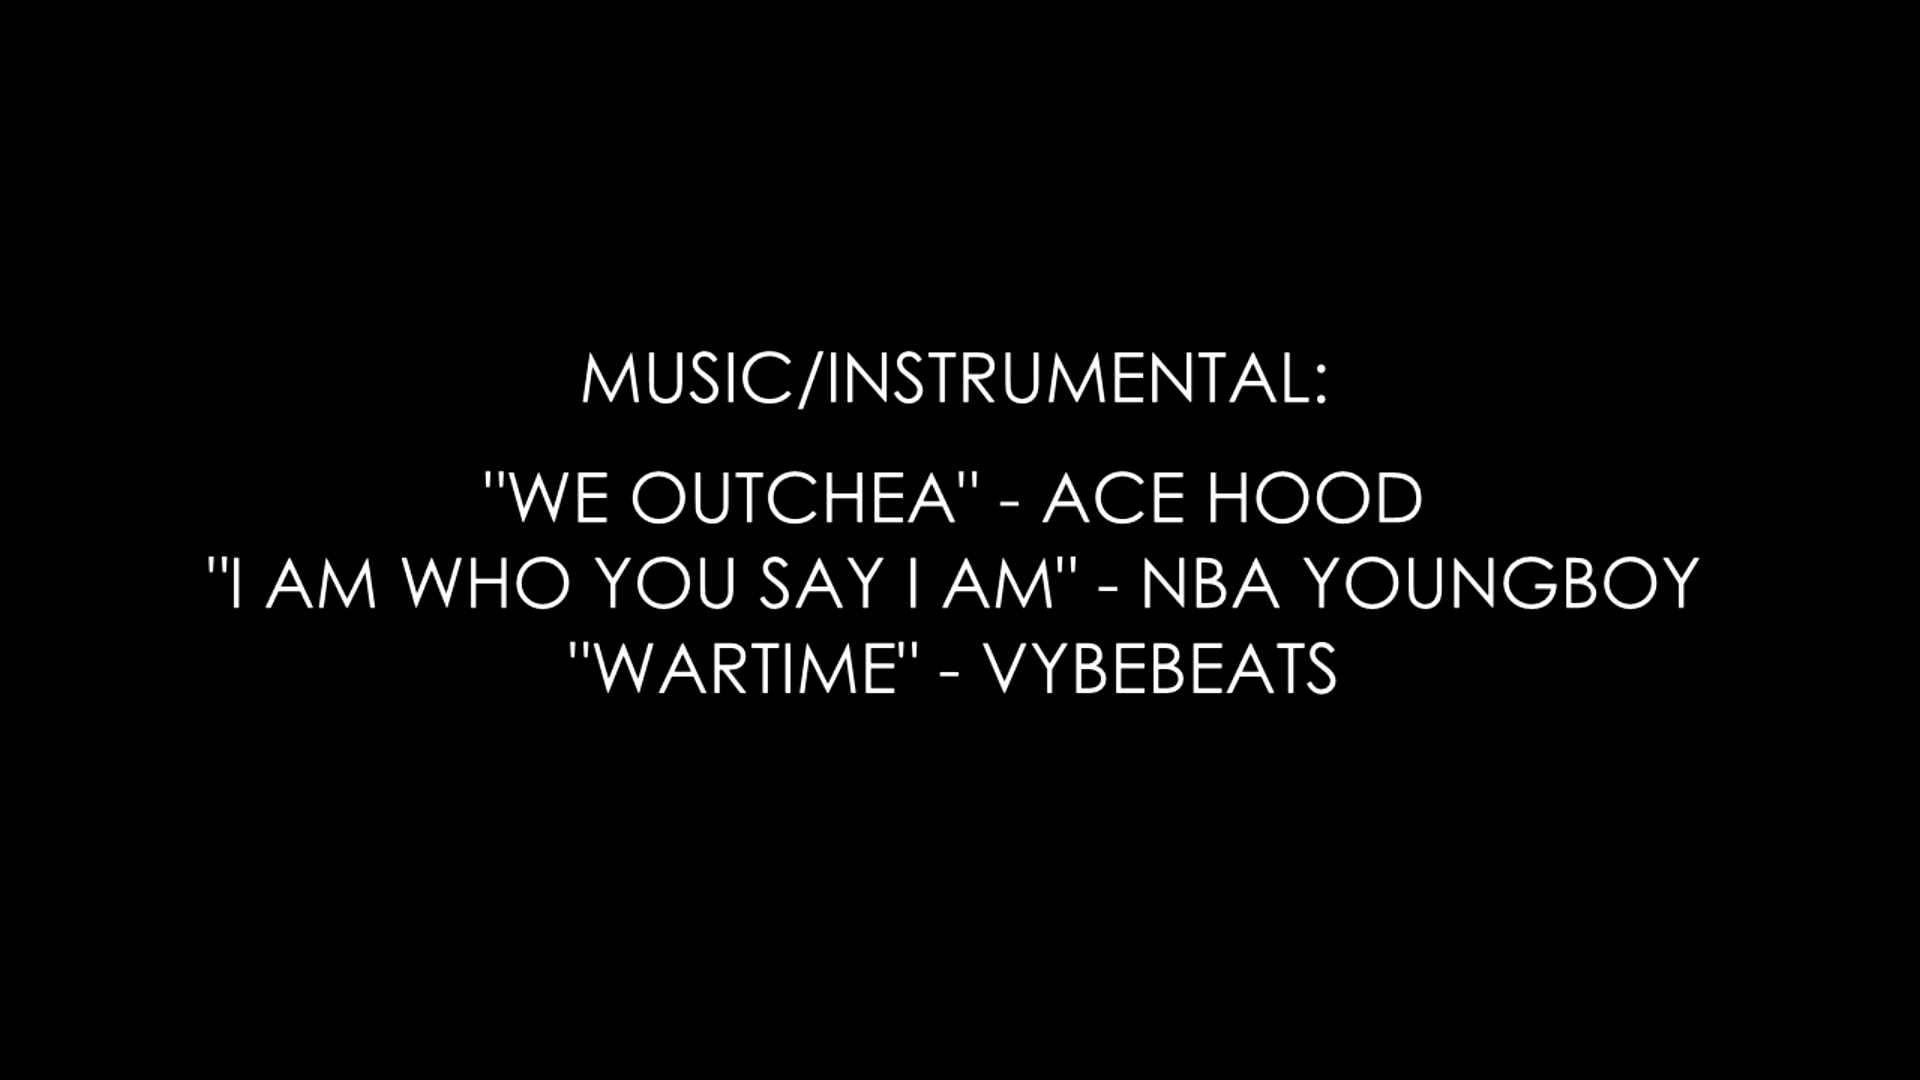 MUSIC/INSTRUMENTAL:
"WE OUTCHEA" - ACE HOOD
"I AM WHO YOU SAY I AM" - NBA YOUNGBOY
"WARTIME" - VYBEBEATS